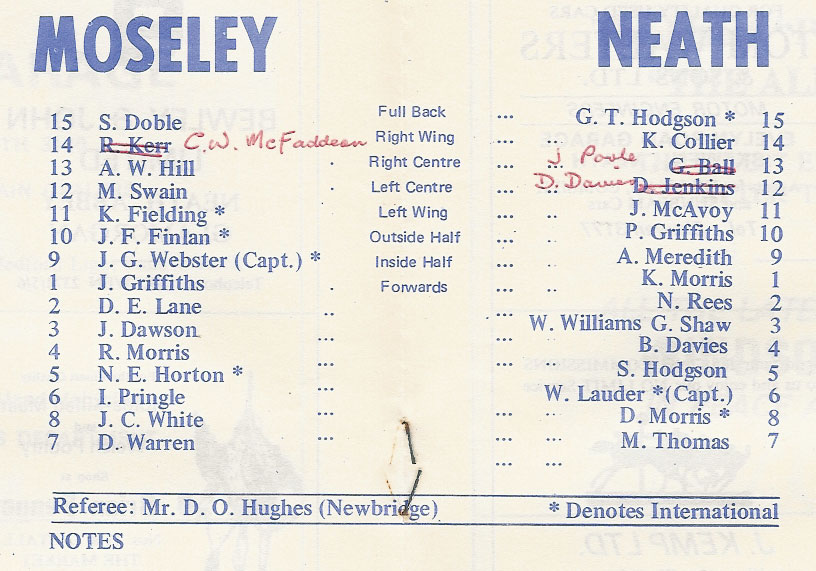 MOSELEY NEATH
15 S. Doble Full Back ... G. T. Hodgson * 15
14 R. Kerr C.W. McFaddean Right Wing ... K. Collier 14
13 A. W. Hill Right Centre ... J Poole G. Ball 13
12 M. Swain Left Centre ... D. Davies D. Jenkins 12
11 K. Fielding * Left Wing ... J. McAvoy 11
10 J. F. Finlan * Outside Half ... P. Griffiths 10
9 J. G. Webster (Capt.) * Inside Half ... A. Meredith 9
1 J. Griffiths Forwards ... K. Morris 1
2 D. E. Lane N. Rees 2
3 J. Dawson W. Williams G. Shaw 3
4 R. Morris B. Davies 4
5 N. E. Horton * S. Hodgson 5
6 I. Pringle W. Lauder *(Capt.) 6
8 J. C. White D. Morris * 8
7 D. Warren M. Thomas 7
Referee: Mr. D. O. Hughes (Newbridge) * Denotes International
NOTES